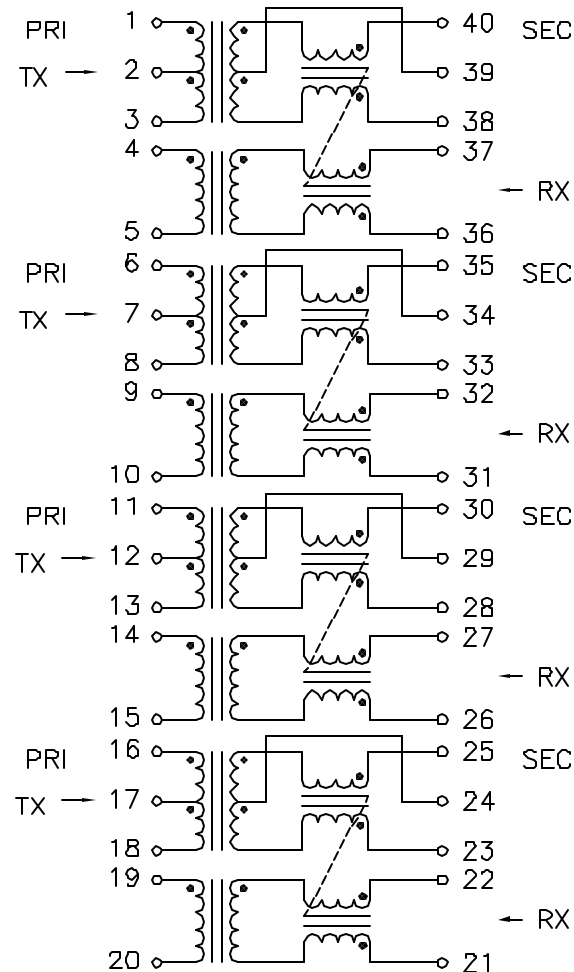 PRI 1 40 SEC
TX 2 39
3 38
4 37
RX
5 36
PRI 6 35 SEC
TX 7 34
8 33
9 32
RX
10 31
PRI 11 30 SEC
TX 12 29
13 28
14 27
RX
15 26
PRI 16 25 SEC
TX 17 24
18 23
19 22
RX
20 21